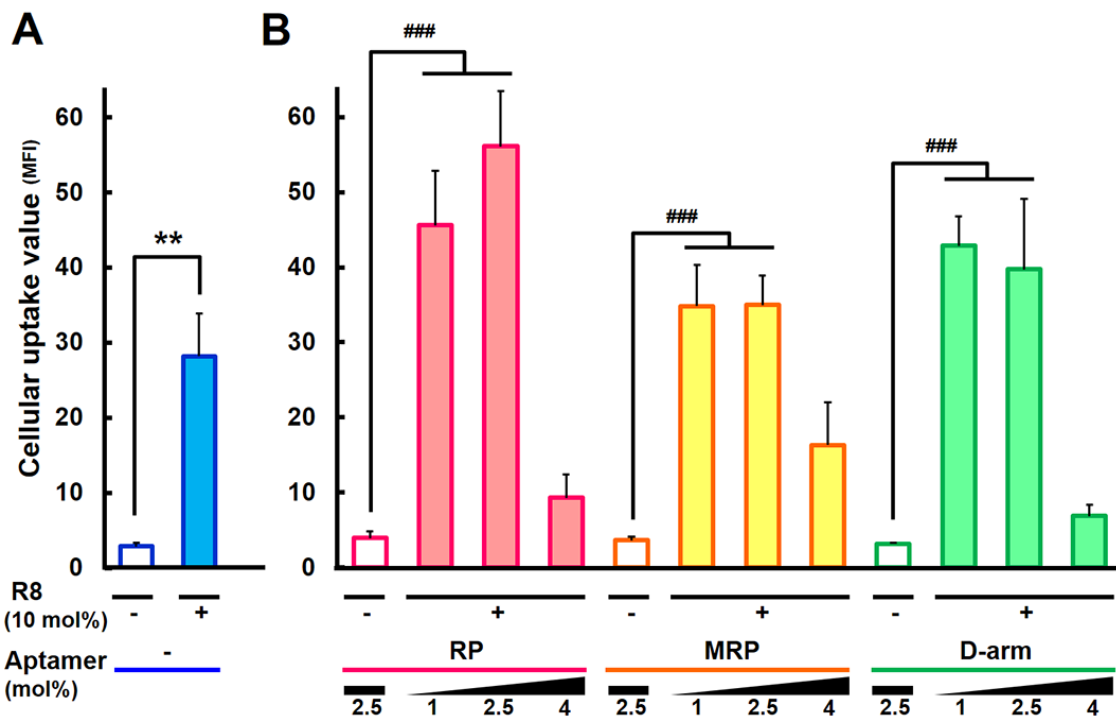 A
B
Cellular uptake value (MFI)
60
50
40
30
20
10
0
**
60
50
40
30
20
10
0
###
###
###
R8
(10 mol%)
- + - + - + - +
Aptamer
(mol%)
- RP MRP D-arm
2.5 1 2.5 4 2.5 1 2.5 4 2.5 1 2.5 4